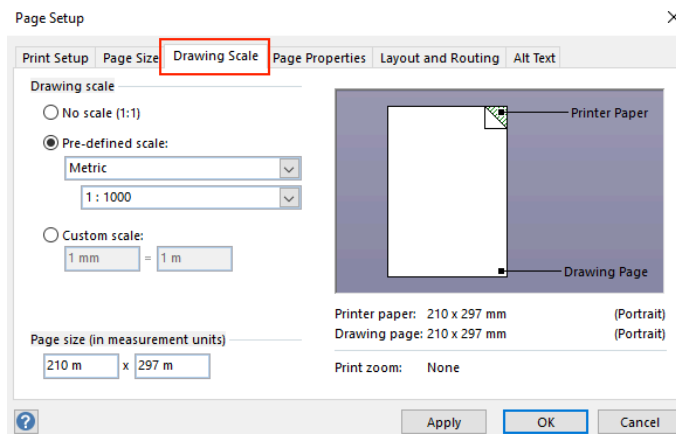 Page Setup
Print Setup Page Size Drawing Scale Page Properties Layout and Routing Alt Text
Drawing scale
No scale (1:1)
Pre-defined scale:
Metric
1 : 1000
Custom scale:
1 mm = 1 m
Page size (in measurement units)
210 m x 297 m
Printer Paper
Drawing Page
Printer paper: 210 x 297 mm (Portrait)
Drawing page: 210 x 297 mm (Portrait)
Print zoom: None
?
Apply OK Cancel